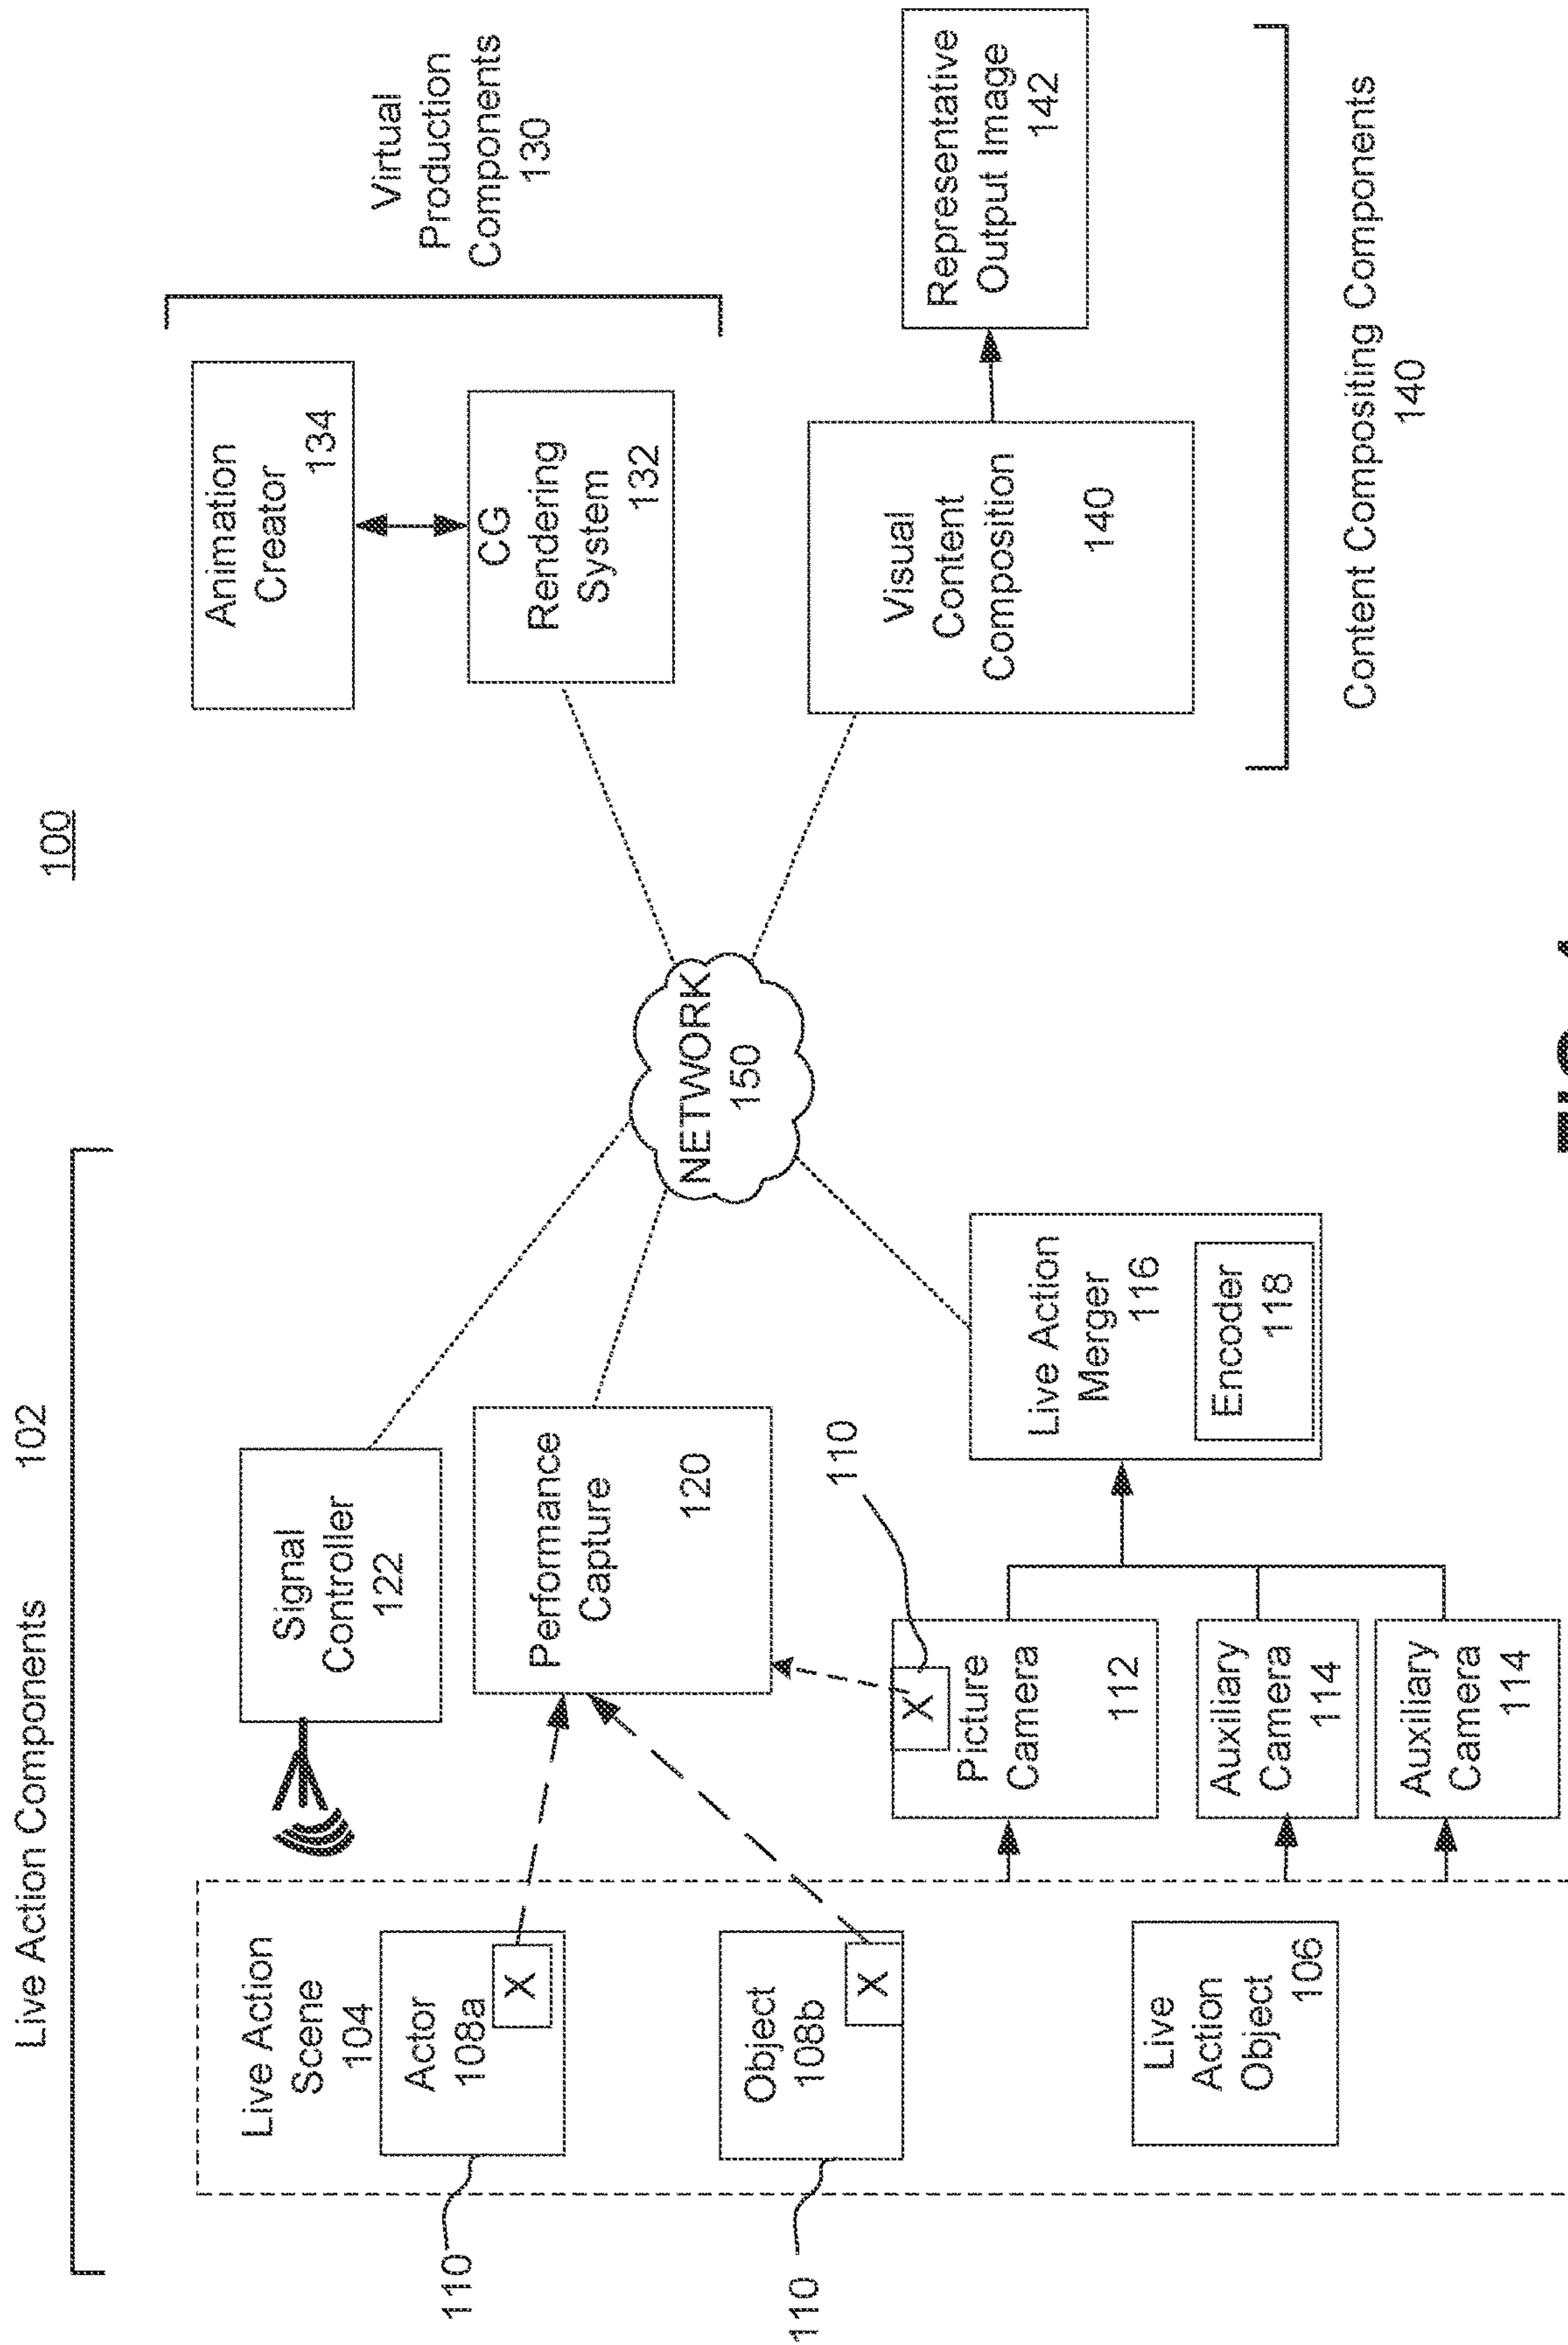 100
Live Action Components 102
Live Action
Scene
104
Actor
108a
X
110
Object
108b
X
110
Live
Action
Object
106
Signal
Controller
122
Performance
Capture
120
X
110
Picture
Camera
112
Auxiliary
Camera
114
Auxiliary
Camera
114
Live Action
Merger
116
Encoder
118
NETWORK
150
Animation
Creator
134
CG
Rendering
System
132
Virtual
Production
Components
130
Visual
Content
Composition
140
Representative
Output Image
142
Content Compositing Components
140